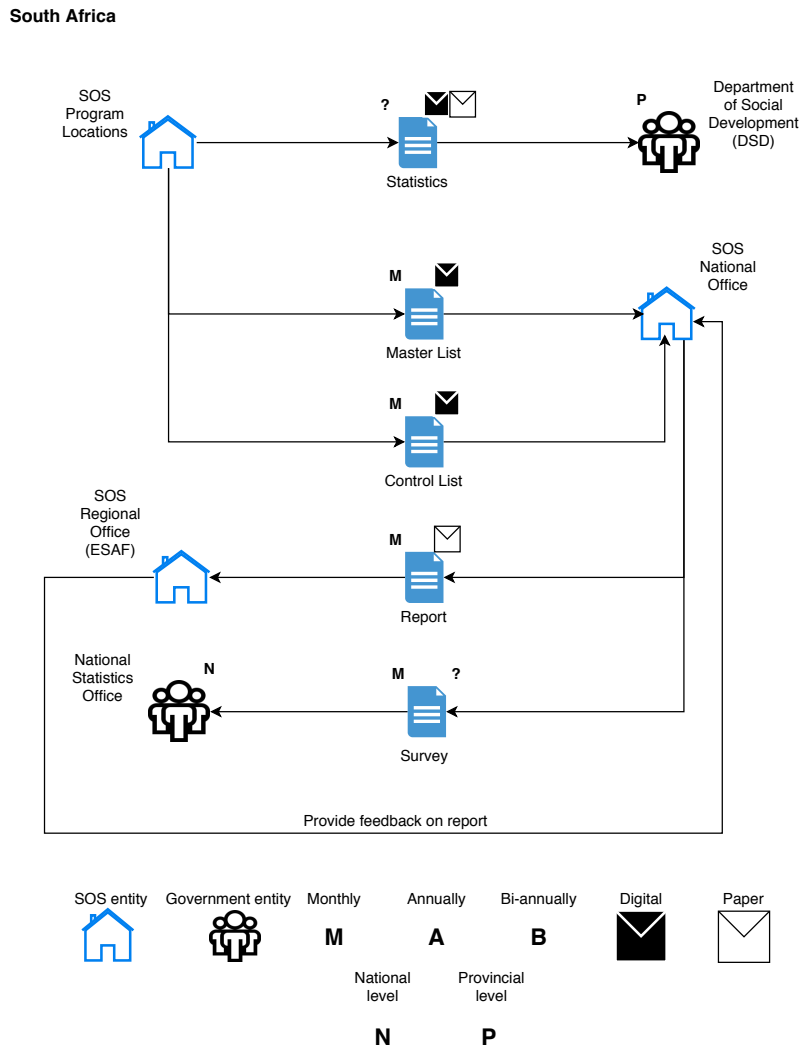 South Africa
SOS
Program
Locations
?
Statistics
P
Department
of Social
Development
(DSD)
M
Master List
SOS
National
Office
M
Control List
SOS
Regional
Office
(ESAF)
M
Report
National
Statistics
Office
N
M
?
Survey
Provide feedback on report
SOS entity
Government entity
Monthly
Annually
Bi-annually
Digital
Paper
M
A
B
National
level
Provincial
level
N
P